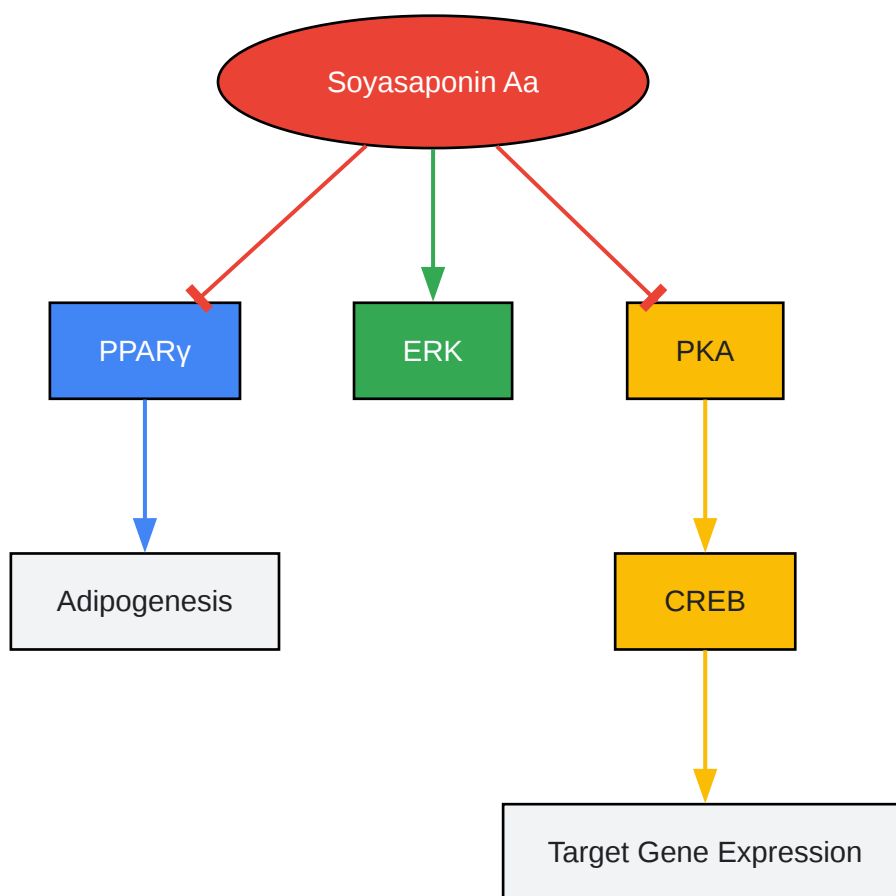 Soyasaponin Aa
PPARγ
ERK
PKA
Adipogenesis
CREB
Target Gene Expression